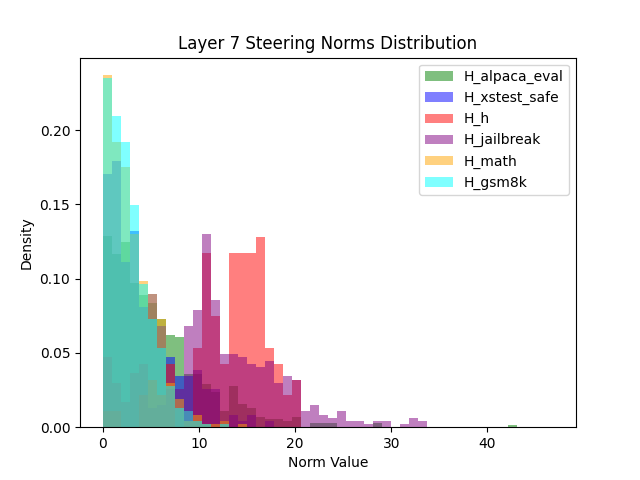 Layer 7 Steering Norms Distribution
H_alpaca_eval
H_xstest_safe
H_h
H_jailbreak
H_math
H_gsm8k
0.20
0.15
0.10
0.05
0.00
Density
0
10
20
30
40
Norm Value